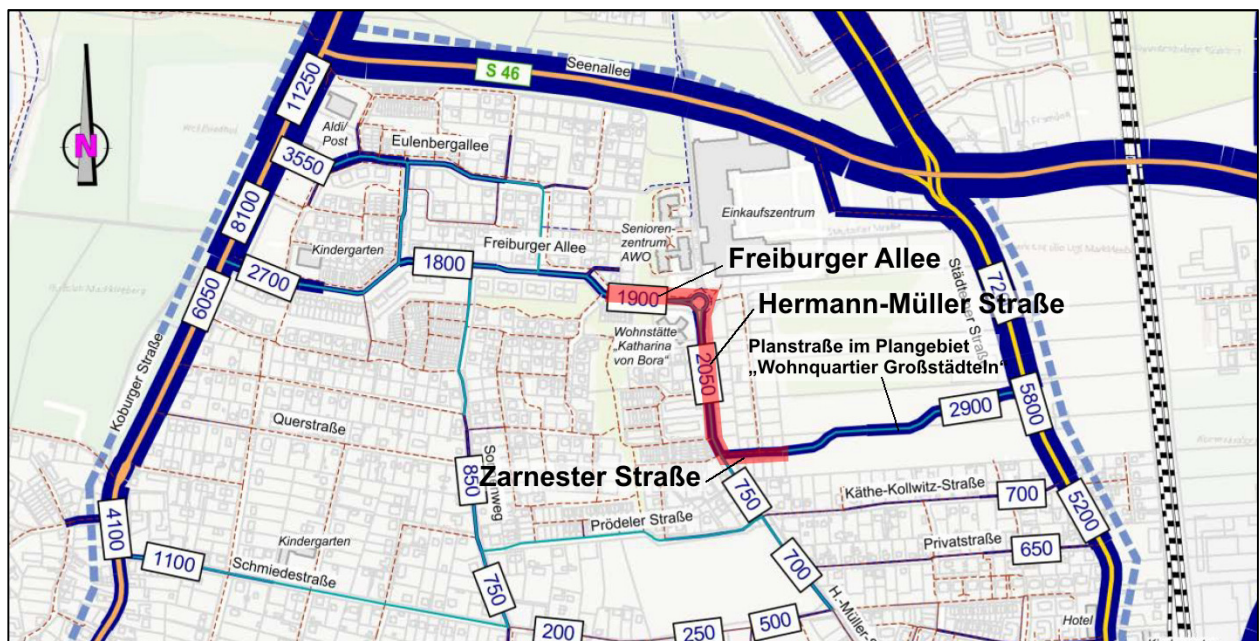 11250
S 46
Seenallee
Aldi/
Post
3550
Eulenbergallee
N
8100
Kindergarten
Freiburger Allee
Senioren-
zentrum
AWO
Einkaufszentrum
2700
1800
6050
1900
Freiburger Allee
Hermann-Müller Straße
Wohnstätte
„Katharina
von Bora“
2050
Planstraße im Plangebiet
„Wohnquartier Großstädteln“
Koburger Straße
2900
5800
Querstraße
850
Zarnester Straße
750
Käthe-Kollwitz-Straße
700
5200
4100
Prödeler Straße
Privatstraße
650
Kindergarten
1100
Schmiedestraße
750
700
200
250
500
Hotel